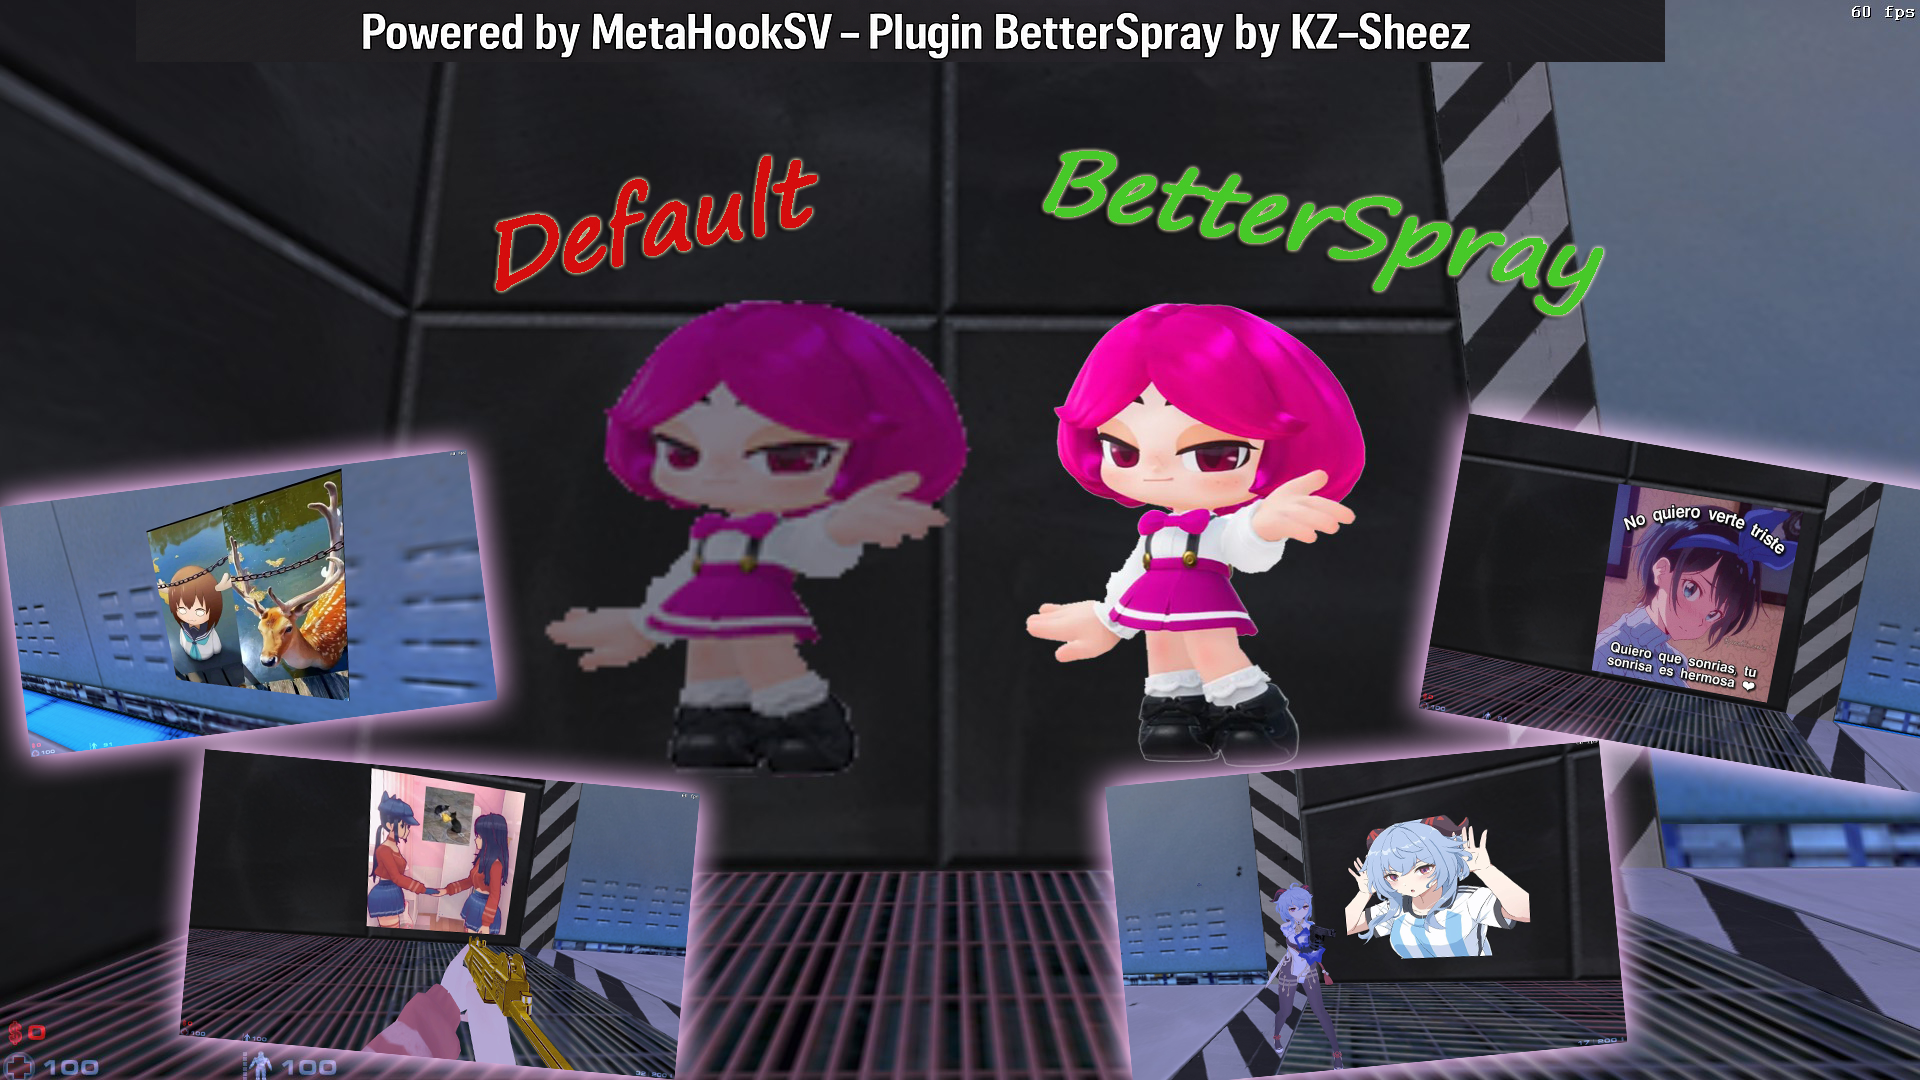 Powered by MetaHookSV - Plugin BetterSpray by KZ-Sheez
60 fps
Default
BetterSpray
No quiero verte triste
Quiero que sonrias, tu
sonrisa es hermosa ❤
$ 0
100
100